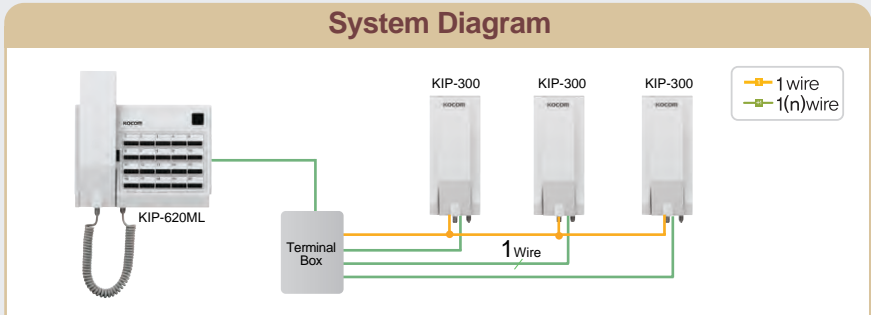 System Diagram
KIP-300
KIP-300
KIP-300
1 wire
1(n)wire
KOCOM
KOCOM
KOCOM
KOCOM
KIP-620ML
Terminal
Box
1 Wire